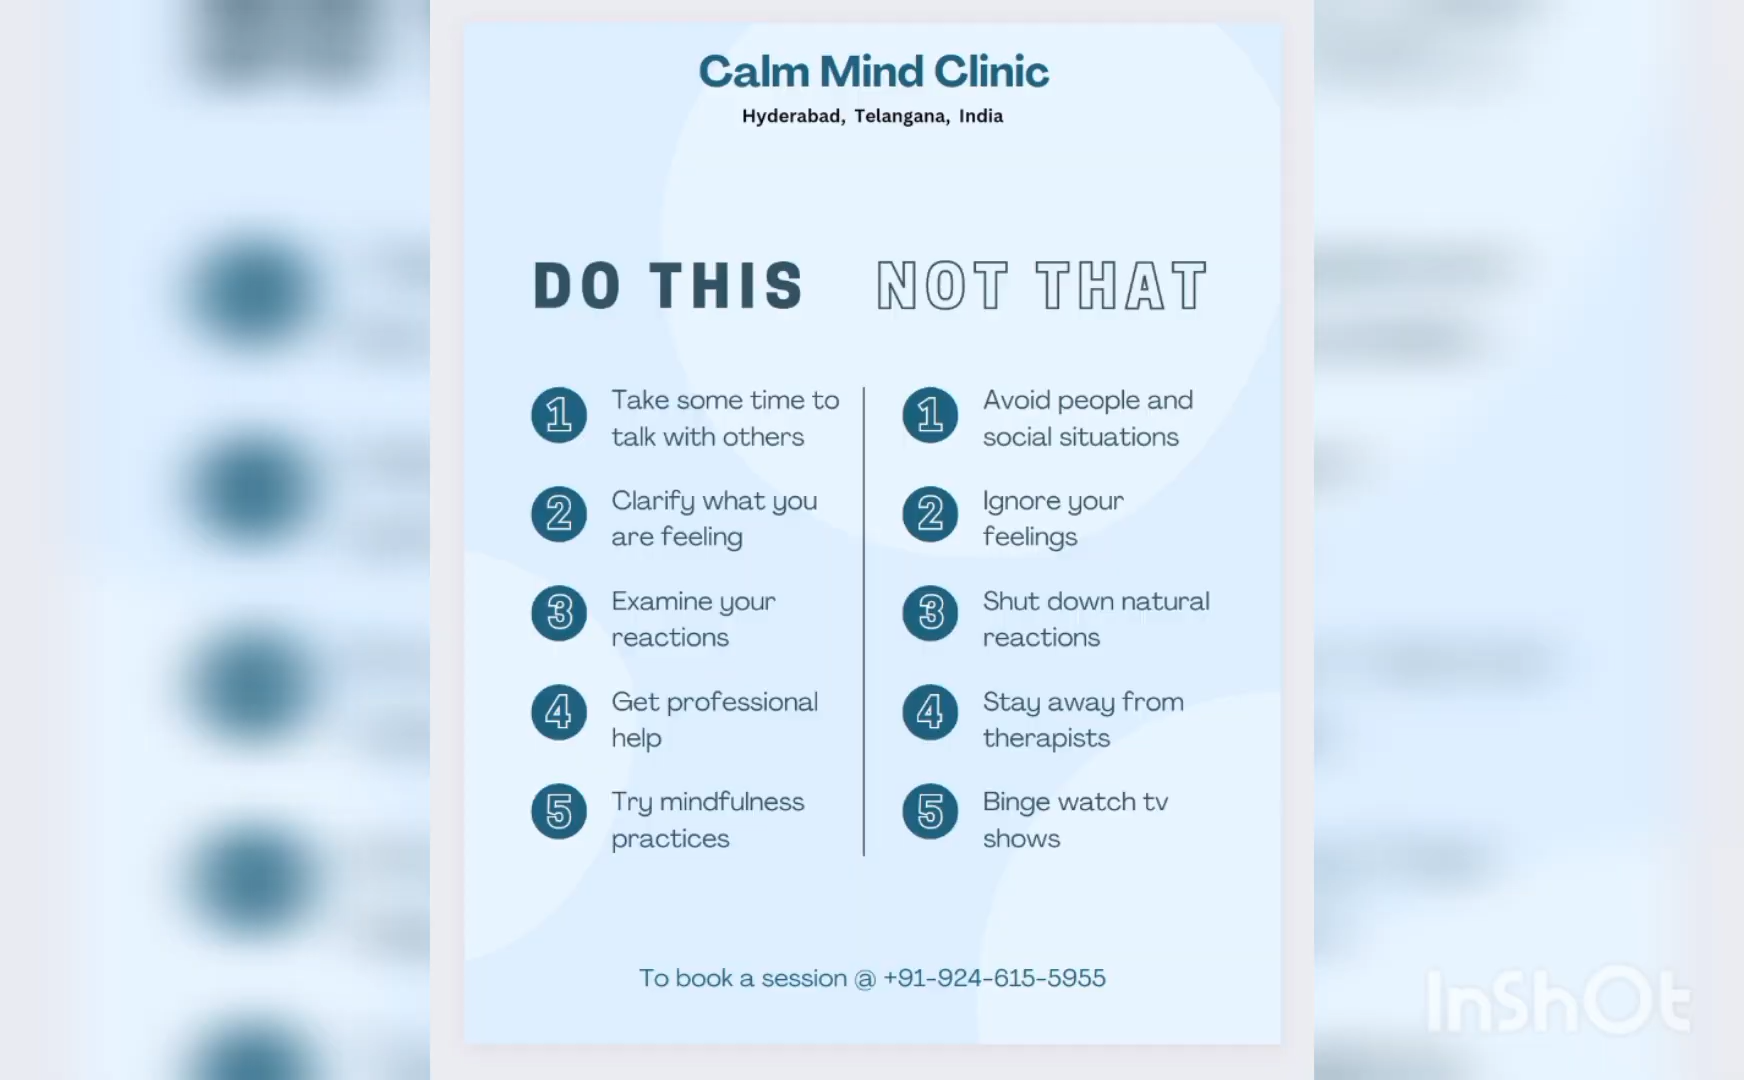 Calm Mind Clinic
Hyderabad, Telangana, India
DO THIS
NOT THAT
1 Take some time to
talk with others
2 Clarify what you
are feeling
3 Examine your
reactions
4 Get professional
help
5 Try mindfulness
practices
1 Avoid people and
social situations
2 Ignore your
feelings
3 Shut down natural
reactions
4 Stay away from
therapists
5 Binge watch tv
shows
To book a session @ +91-924-615-5955
InShOt